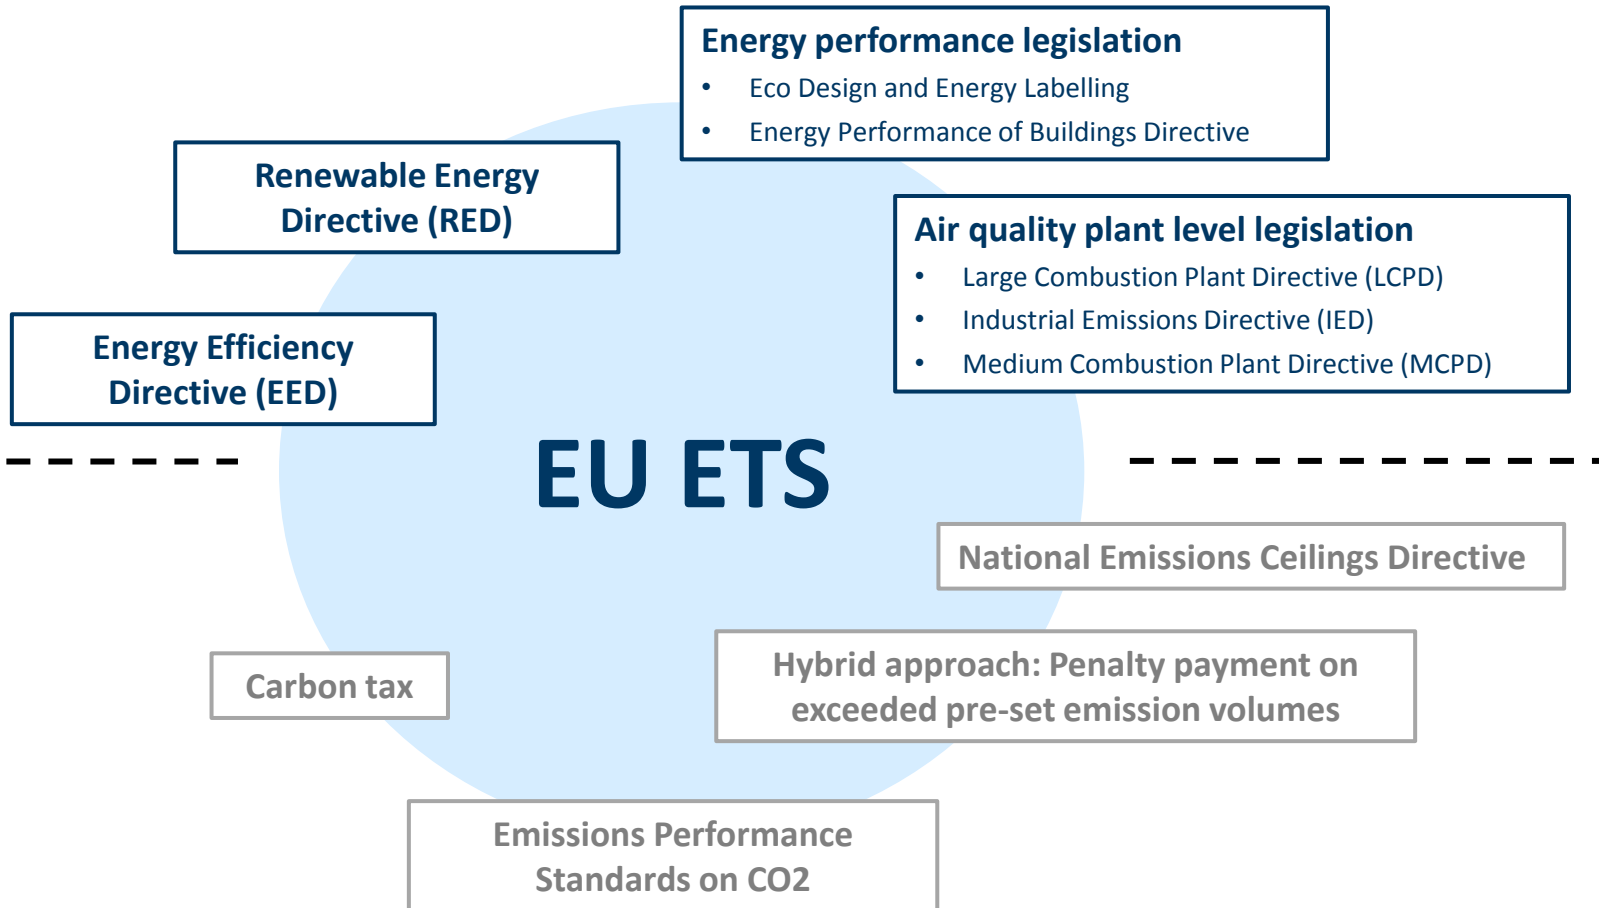 Energy performance legislation
• Eco Design and Energy Labelling
• Energy Performance of Buildings Directive
Renewable Energy
Directive (RED)
Air quality plant level legislation
• Large Combustion Plant Directive (LCPD)
• Industrial Emissions Directive (IED)
• Medium Combustion Plant Directive (MCPD)
Energy Efficiency
Directive (EED)
EU ETS
National Emissions Ceilings Directive
Carbon tax
Hybrid approach: Penalty payment on
exceeded pre-set emission volumes
Emissions Performance
Standards on CO2